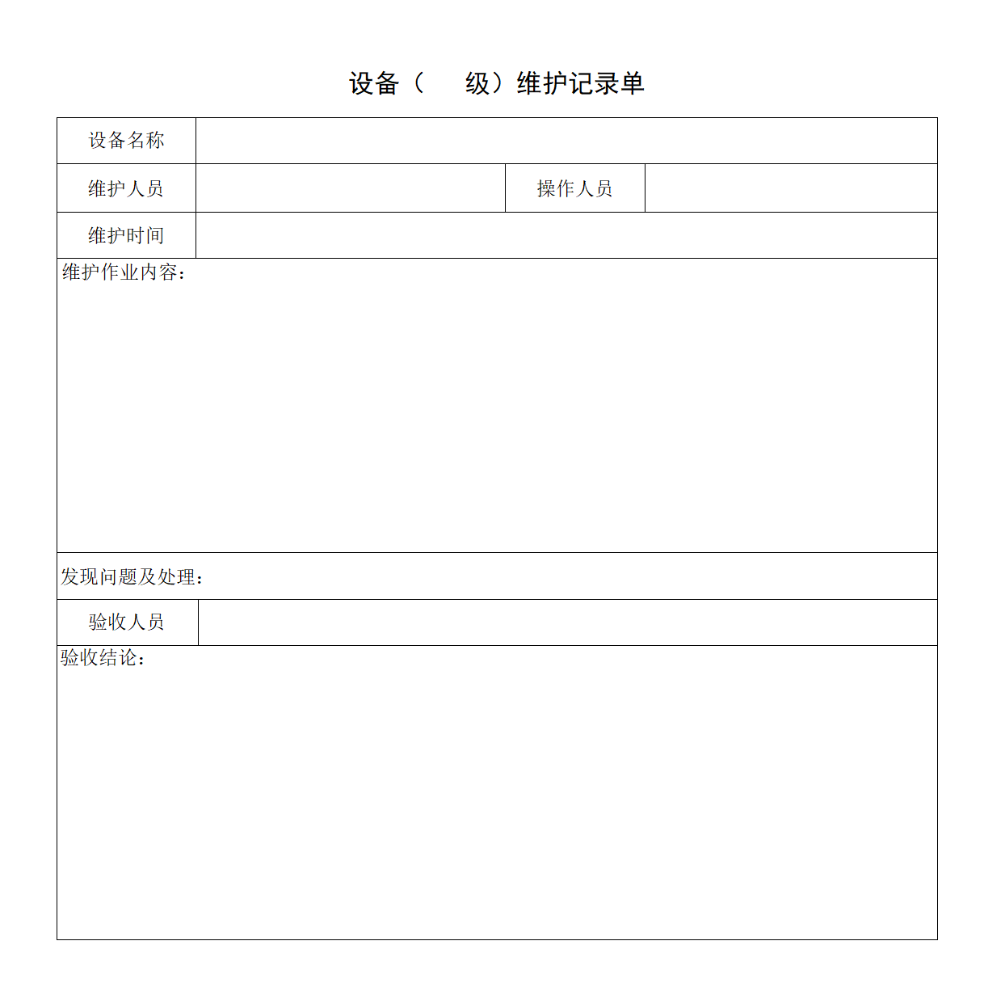 设备（  级）维护记录单
设备名称
维护人员 操作人员
维护时间
维护作业内容：
发现问题及处理：
验收人员
验收结论：